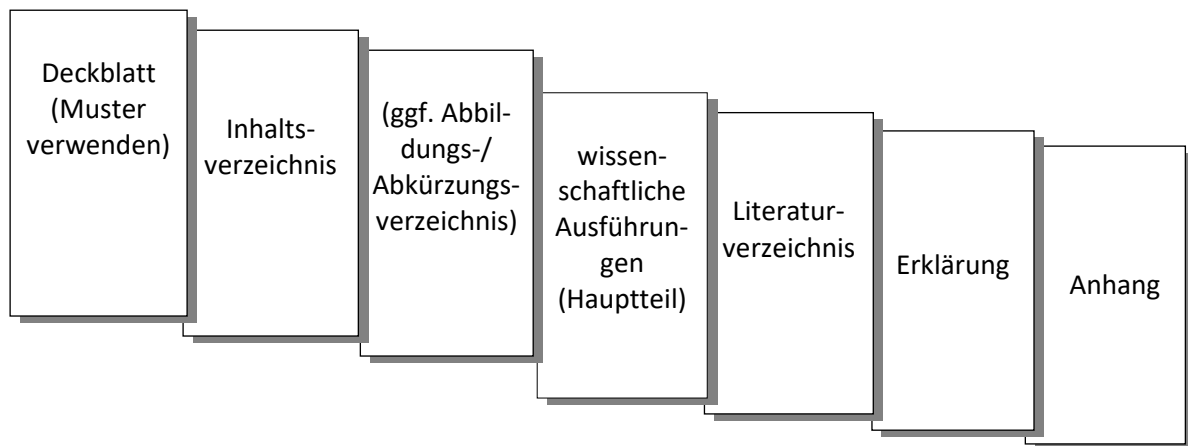 Deckblatt
(Muster
verwenden)
Inhalts-
verzeichnis
(ggf. Abbil-
dungs-/
Abkürzungs-
verzeichnis)
wissen-
schaftliche
Ausführun-
gen
(Hauptteil)
Literatur-
verzeichnis
Erklärung
Anhang